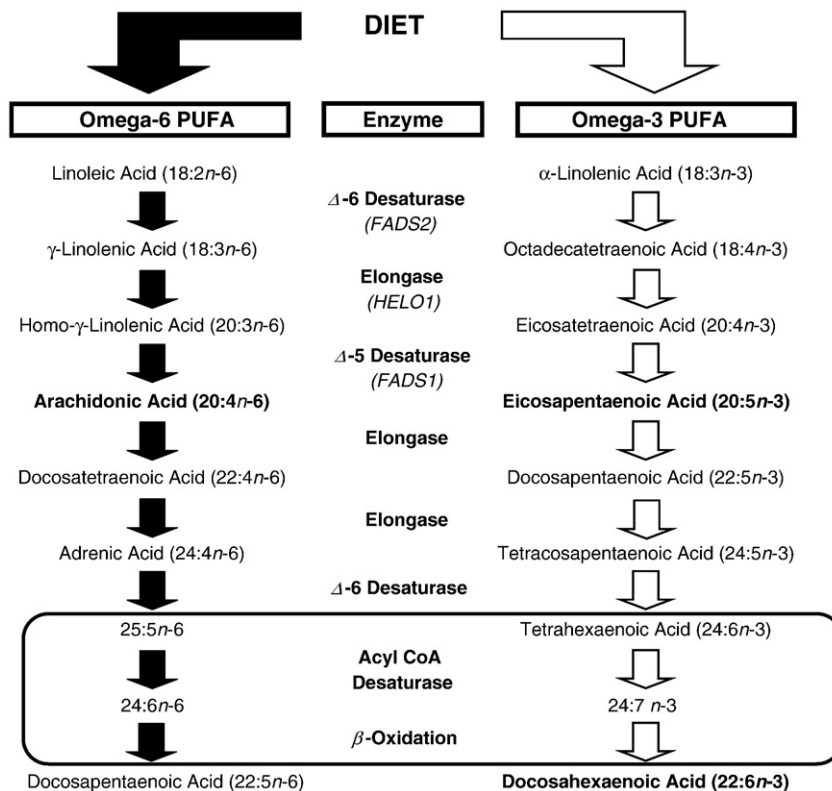 DIET
Omega-6 PUFA
Enzyme
Omega-3 PUFA
Linoleic Acid (18:2n-6)
α-Linolenic Acid (18:3n-3)
Δ-6 Desaturase
(FADS2)
γ-Linolenic Acid (18:3n-6)
Octadecatetraenoic Acid (18:4n-3)
Elongase
(HELO1)
Homo-γ-Linolenic Acid (20:3n-6)
Eicosatetraenoic Acid (20:4n-3)
Δ-5 Desaturase
(FADS1)
Arachidonic Acid (20:4n-6)
Eicosapentaenoic Acid (20:5n-3)
Elongase
Docosatetraenoic Acid (22:4n-6)
Docosapentaenoic Acid (22:5n-3)
Elongase
Adrenic Acid (24:4n-6)
Tetracosapentaenoic Acid (24:5n-3)
Δ-6 Desaturase
25:5n-6
Tetrahexaenoic Acid (24:6n-3)
Acyl CoA
Desaturase
24:6n-6
24:7 n-3
β-Oxidation
Docosapentaenoic Acid (22:5n-6)
Docosahexaenoic Acid (22:6n-3)